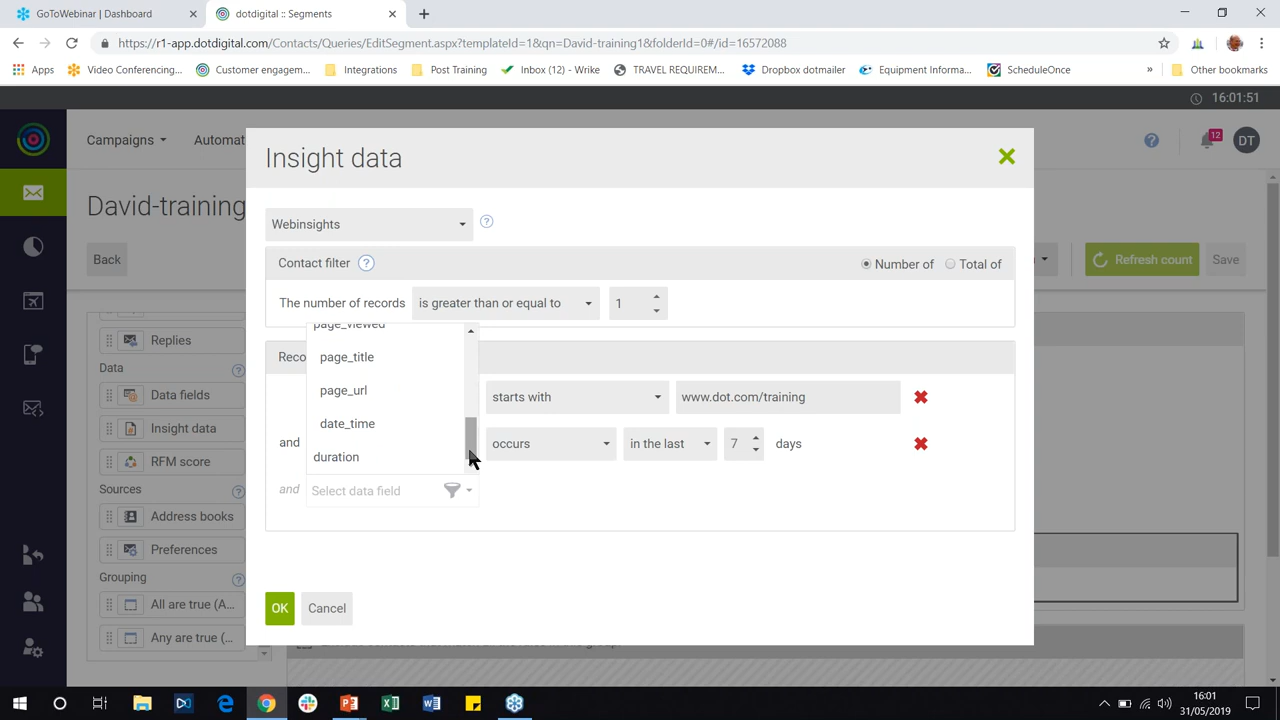 GoToWebinar | Dashboard
dotdigital :: Segments
https://r1-app.dotdigital.com/Contacts/Queries/EditSegment.aspx?templateId=1&qn=David-training1&folderId=0#/id=16572088
Apps
Video Conferencing...
Customer engagem...
Integrations
Post Training
Inbox (12) - Wrike
TRAVEL REQUIREM...
Dropbox dotmailer
Equipment Informa...
ScheduleOnce
»
Other bookmarks
16:01:51
Campaigns
Automat
12
DT
David-training
Back
Refresh count
Save
Insight data
Webinsights
Contact filter
Number of
Total of
The number of records
is greater than or equal to
1
Replies
Data
Data fields
Insight data
RFM score
Sources
Address books
Preferences
Grouping
All are true (A...
Any are true (...
page_viewed
page_title
page_url
date_time
duration
Reco
starts with
www.dot.com/training
and
occurs
in the last
7
days
and
Select data field
OK
Cancel
16:01
31/05/2019